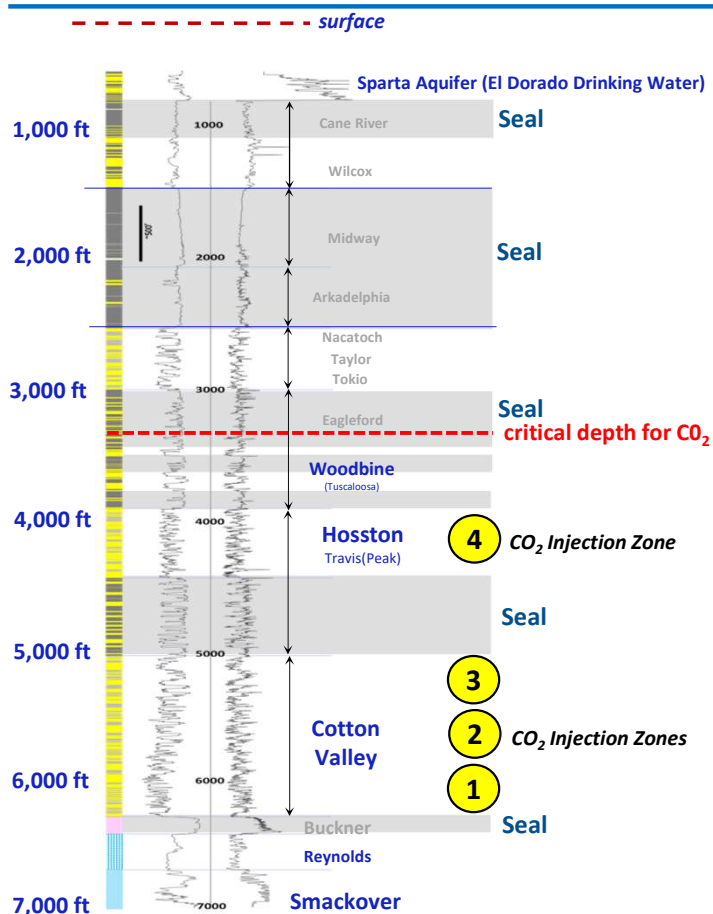 surface
Sparta Aquifer (El Dorado Drinking Water)
1,000 ft
1000
Cane River
Seal
Wilcox
~500'
2,000 ft
2000
Midway
Seal
Arkadelphia
Nacatoch
Taylor
Tokio
3,000 ft
3000
Eagleford
Seal
critical depth for C0₂
Woodbine
(Tuscaloosa)
4,000 ft
4000
Hosston
Travis(Peak)
4
CO₂ Injection Zone
Seal
5,000 ft
5000
3
Cotton
Valley
2
CO₂ Injection Zones
6,000 ft
6000
1
Buckner
Seal
Reynolds
7,000 ft
7000
Smackover